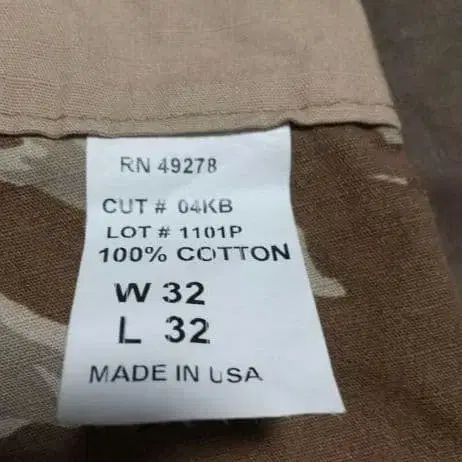 RN 49278
CUT # 04KB
LOT # 1101P
100% COTTON
W 32
L 32
MADE IN USA